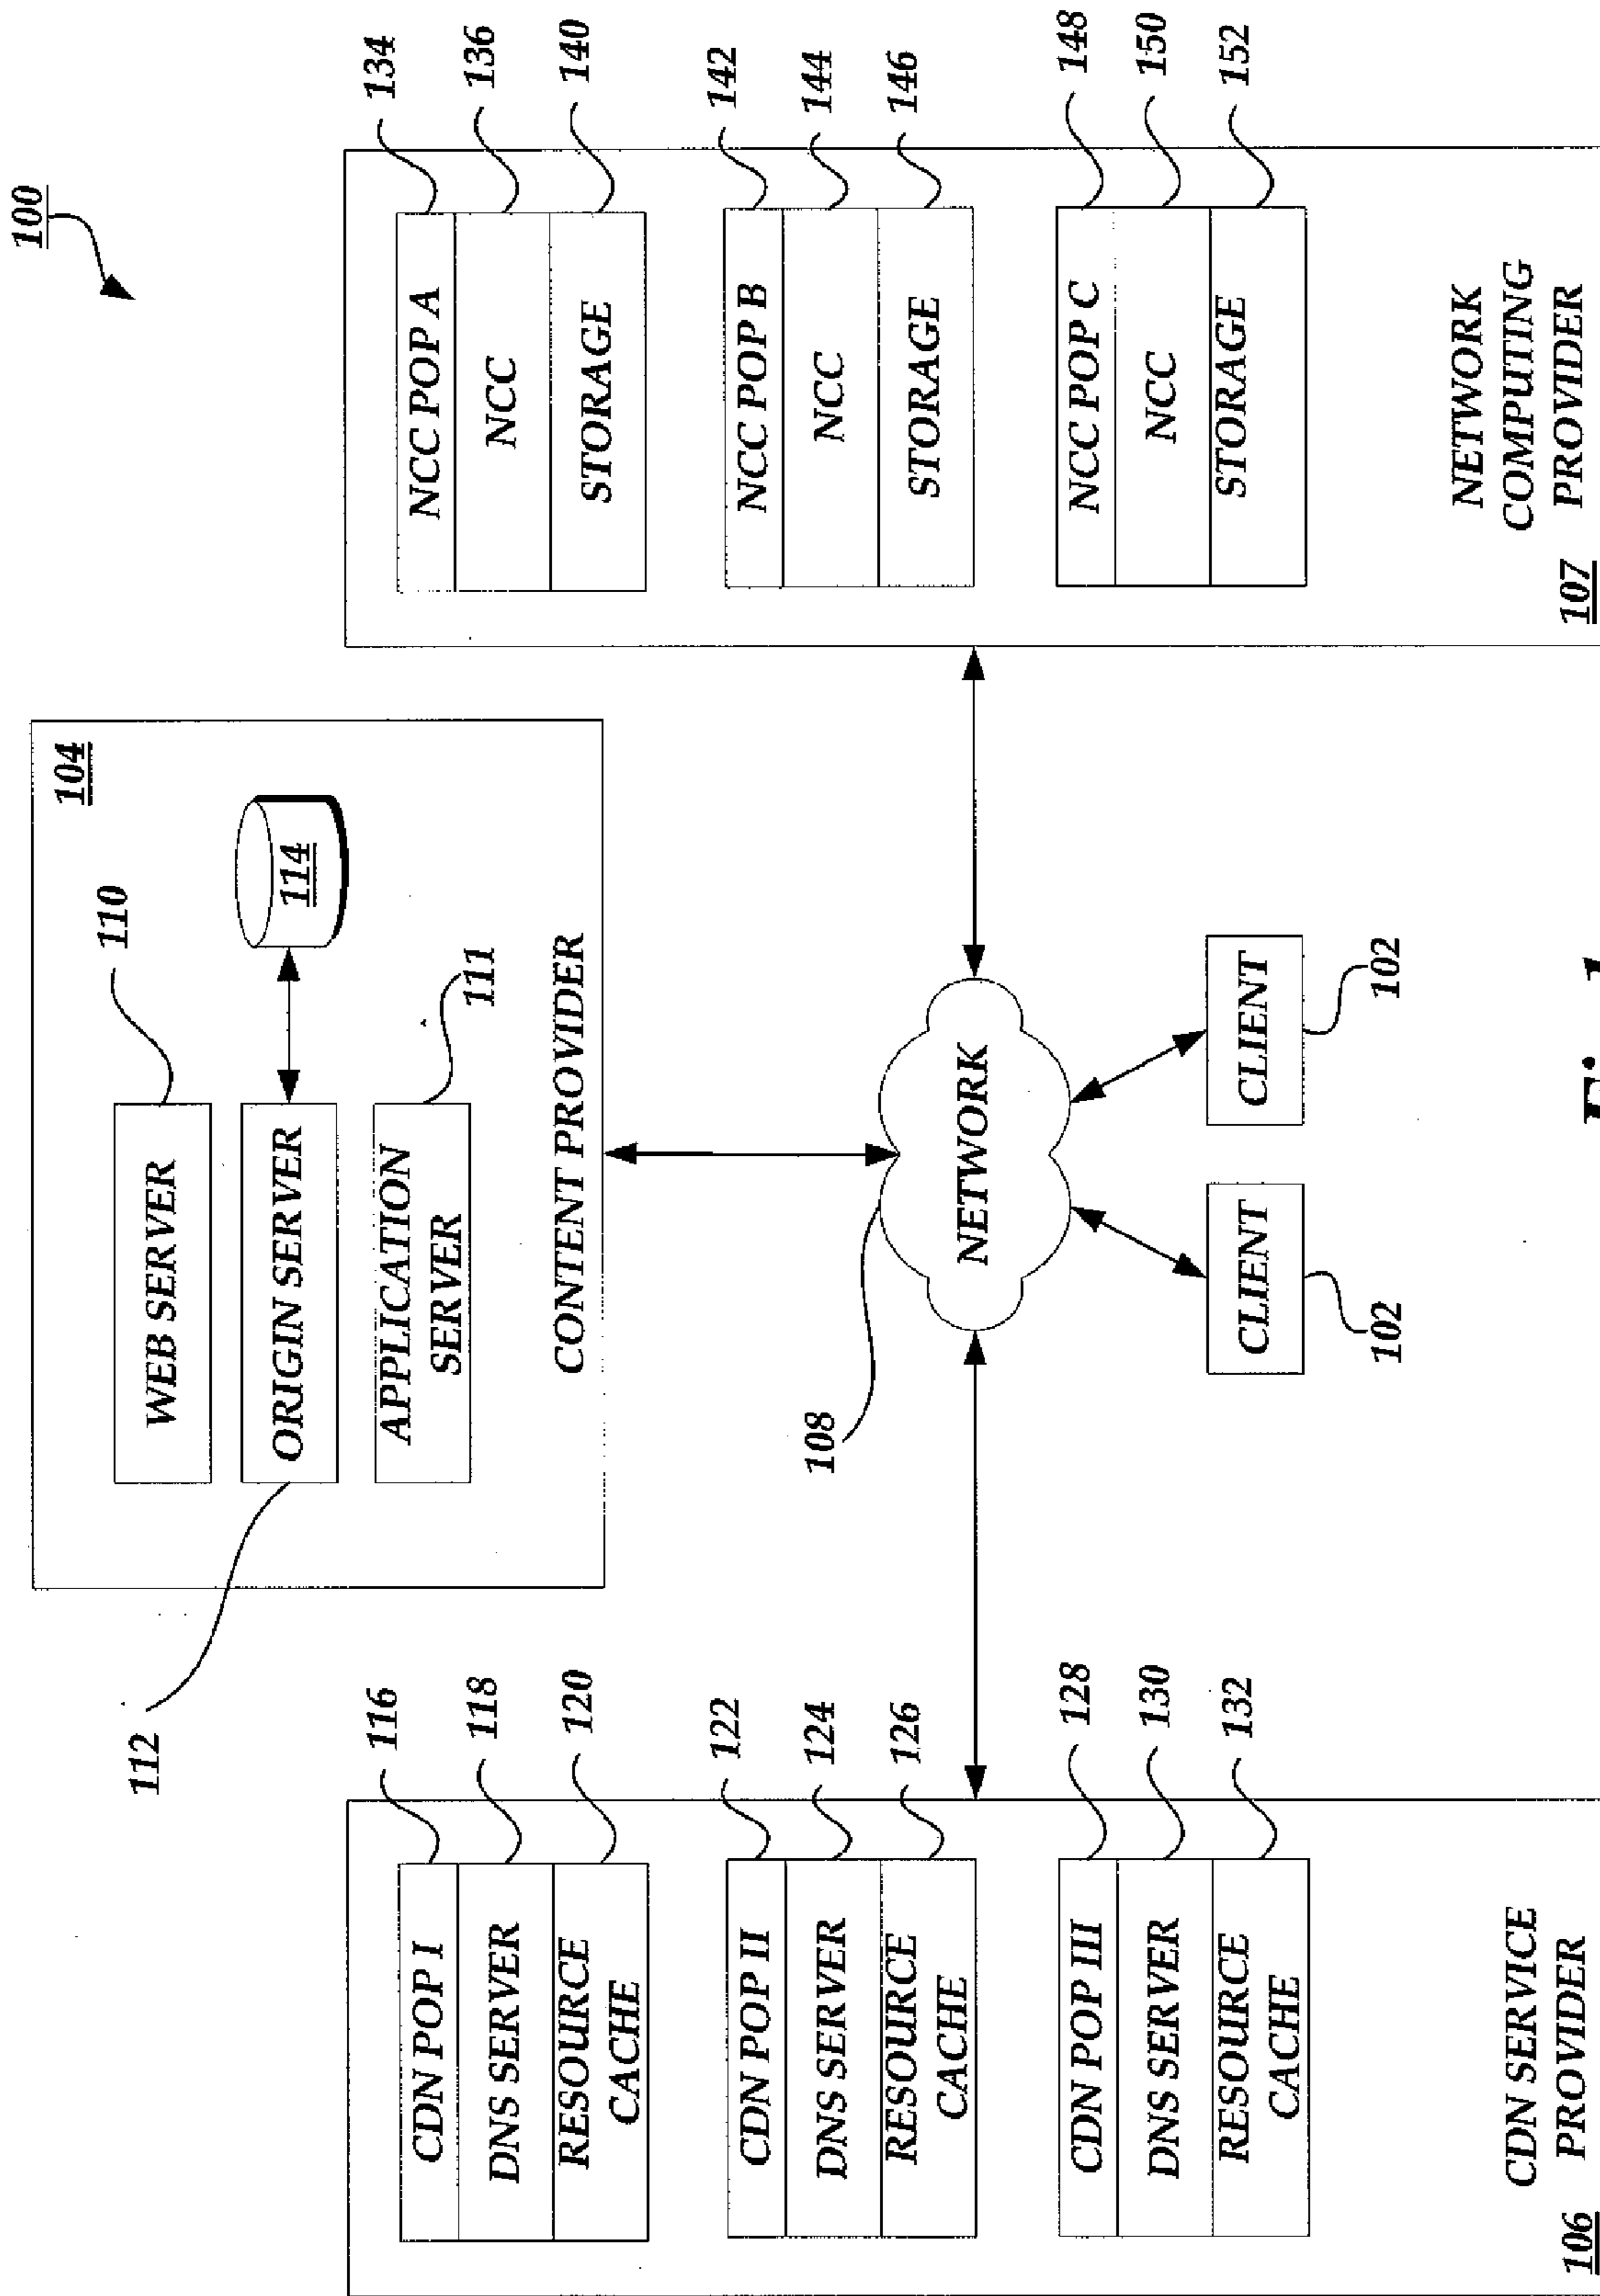 100
104
110
WEB SERVER
ORIGIN SERVER
114
112
APPLICATION
SERVER
111
CONTENT PROVIDER
CDN POP I
116
DNS SERVER
118
RESOURCE
CACHE
120
CDN POP II
122
DNS SERVER
124
RESOURCE
CACHE
126
CDN POP III
128
DNS SERVER
130
RESOURCE
CACHE
132
CDN SERVICE
PROVIDER
106
108
NETWORK
CLIENT
102
CLIENT
102
NCC POP A
134
NCC
136
STORAGE
140
NCC POP B
142
NCC
144
STORAGE
146
NCC POP C
148
NCC
150
STORAGE
152
NETWORK
COMPUTING
PROVIDER
107